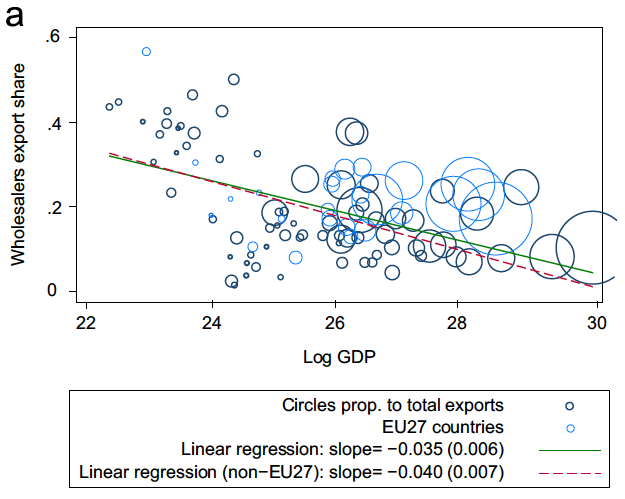 a
Wholesalers export share
.6
.4
.2
0
22 24 26 28 30
Log GDP
Circles prop. to total exports
EU27 countries
Linear regression: slope= −0.035 (0.006)
Linear regression (non−EU27): slope= −0.040 (0.007)